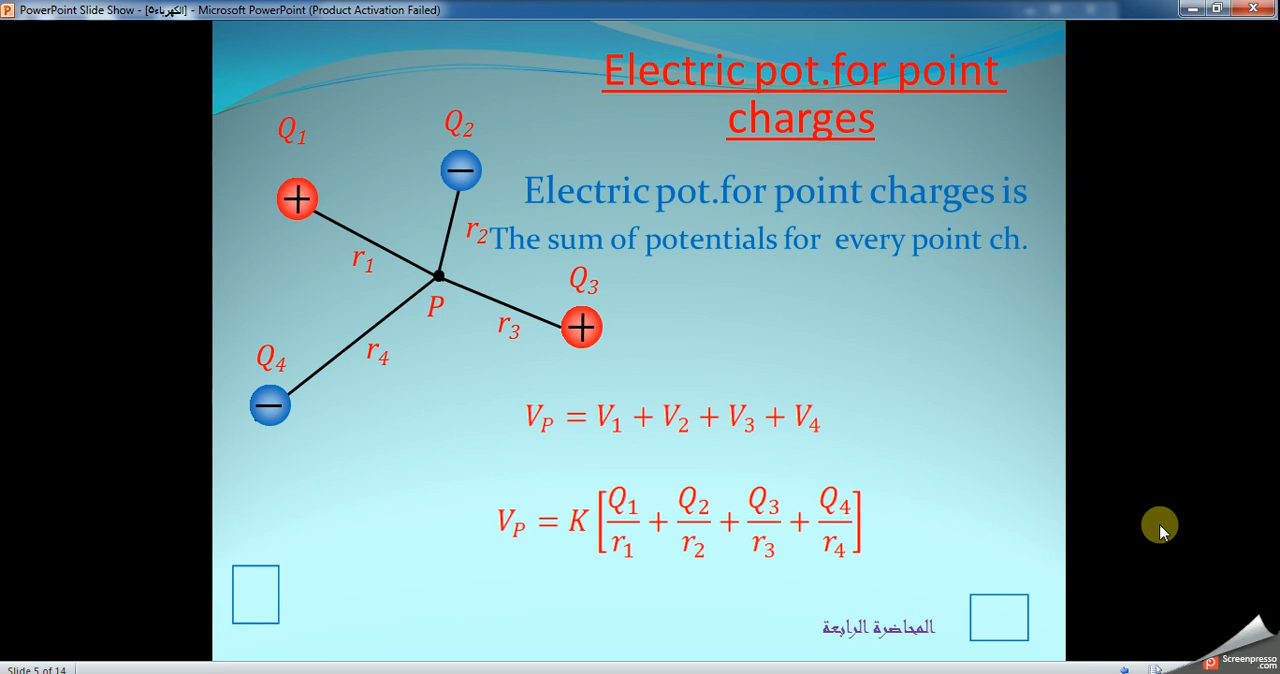 PowerPoint Slide Show - [الكهرباء٥] - Microsoft PowerPoint (Product Activation Failed)
Electric pot.for point
charges
Q1
Q2
Electric pot.for point charges is
r2 The sum of potentials for every point ch.
r1
Q3
P
r3
r4
Q4
VP = V1 + V2 + V3 + V4
VP = K [Q1/r1 + Q2/r2 + Q3/r3 + Q4/r4]
المحاضرة الرابعة
Slide 5 of 14
Screenpresso
.com